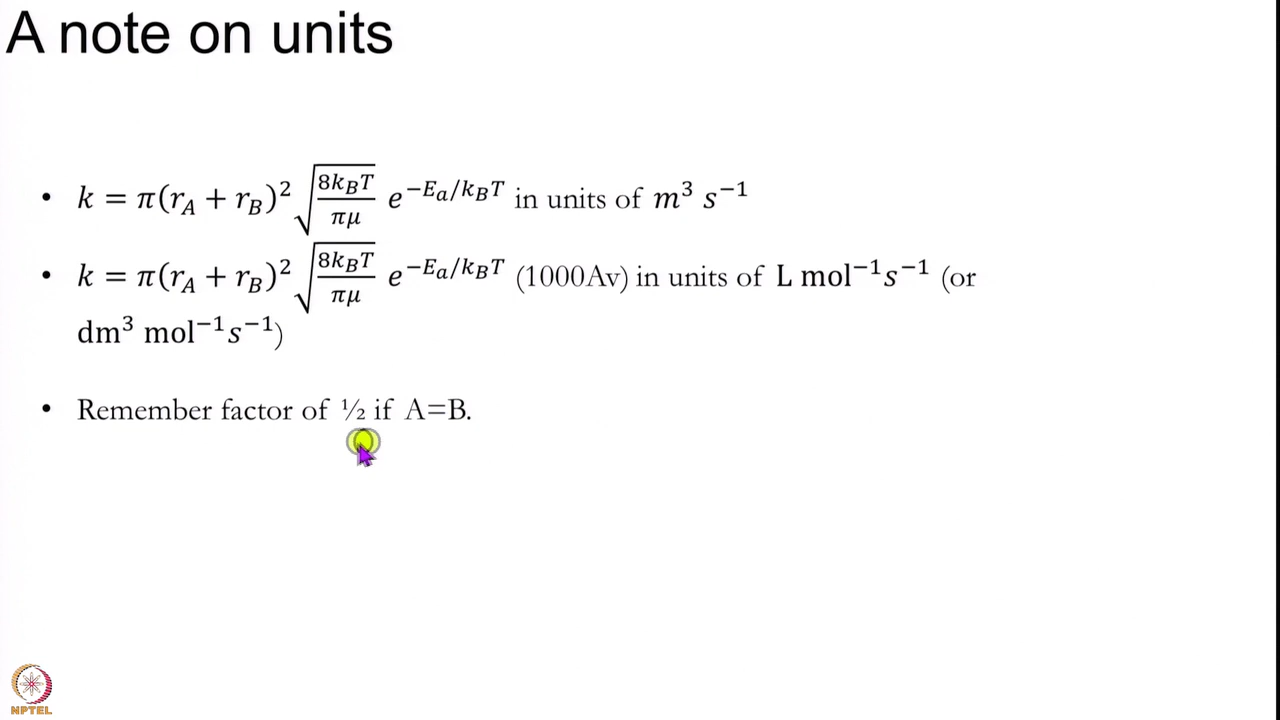 A note on units
• k = π(r_A + r_B)² √(8k_BT/πμ) e^(−E_a/k_BT) in units of m³ s⁻¹
• k = π(r_A + r_B)² √(8k_BT/πμ) e^(−E_a/k_BT) (1000Av) in units of L mol⁻¹s⁻¹ (or
dm³ mol⁻¹s⁻¹)
• Remember factor of ½ if A=B.
NPTEL